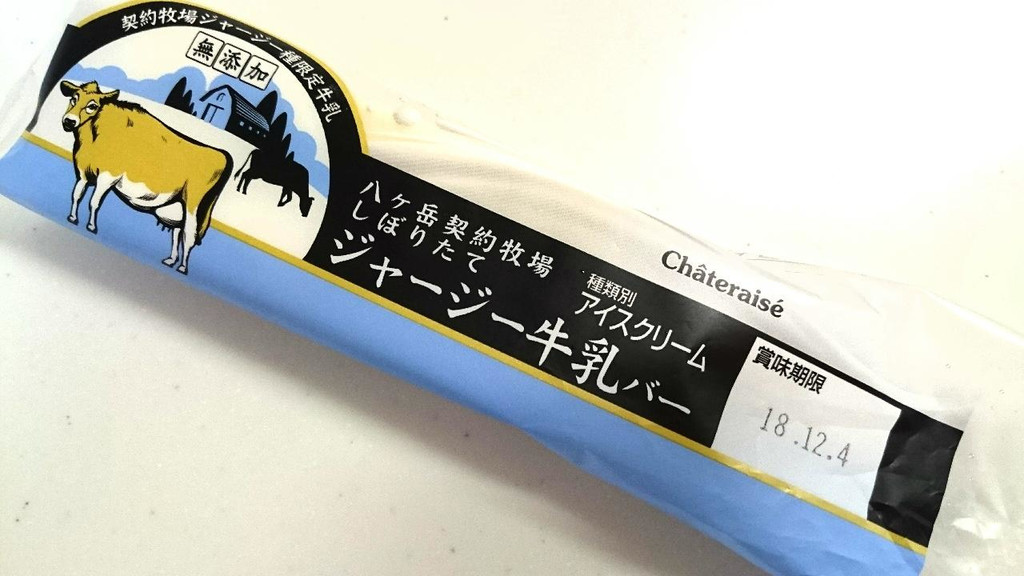 契約牧場ジャージー種限定牛乳
無添加
八ヶ岳契約牧場
しぼりたて
ジャージー牛乳バー
種類別
アイスクリーム
Châteraisé
賞味期限
18.12.4